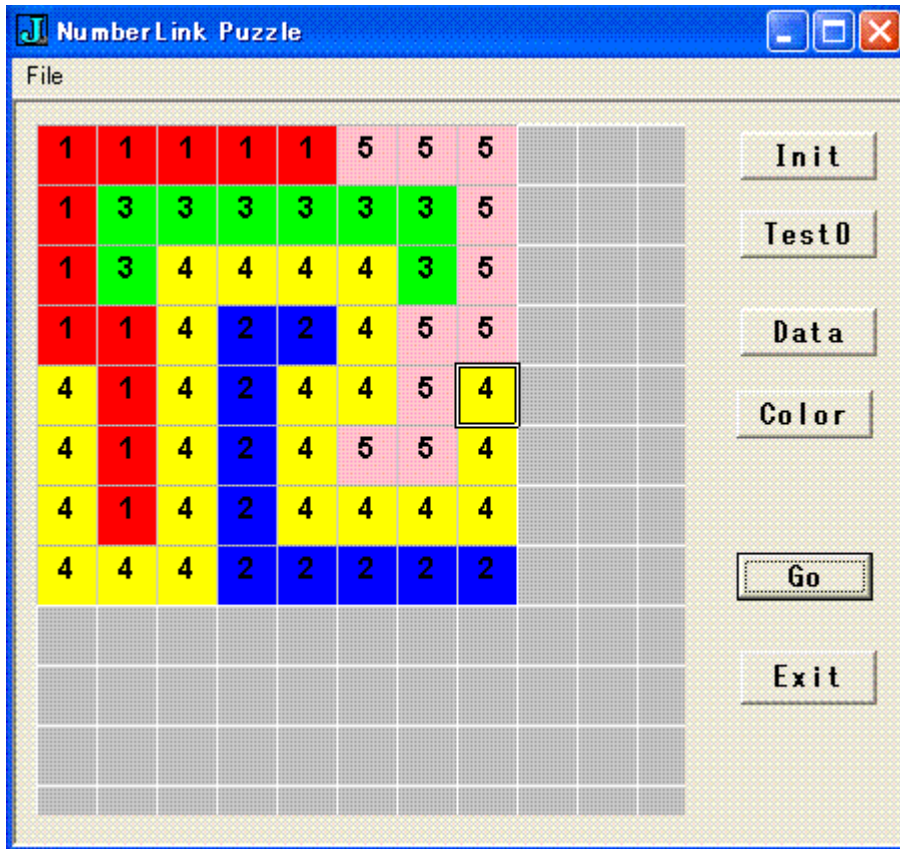 NumberLink Puzzle
File
1 1 1 1 1 5 5 5
Init
1 3 3 3 3 3 3 5
Test0
1 3 4 4 4 4 3 5
1 1 4 2 2 4 5 5
Data
4 1 4 2 4 4 5 4
Color
4 1 4 2 4 5 5 4
4 1 4 2 4 4 4 4
4 4 4 2 2 2 2 2
Go
Exit